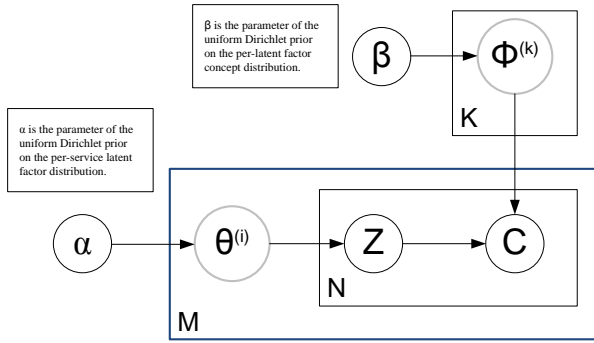 β is the parameter of the
uniform Dirichlet prior
on the per-latent factor
concept distribution.
β
Φ(k)
K
α is the parameter of the
uniform Dirichlet prior
on the per-service latent
factor distribution.
α
θ(i)
Z
C
N
M